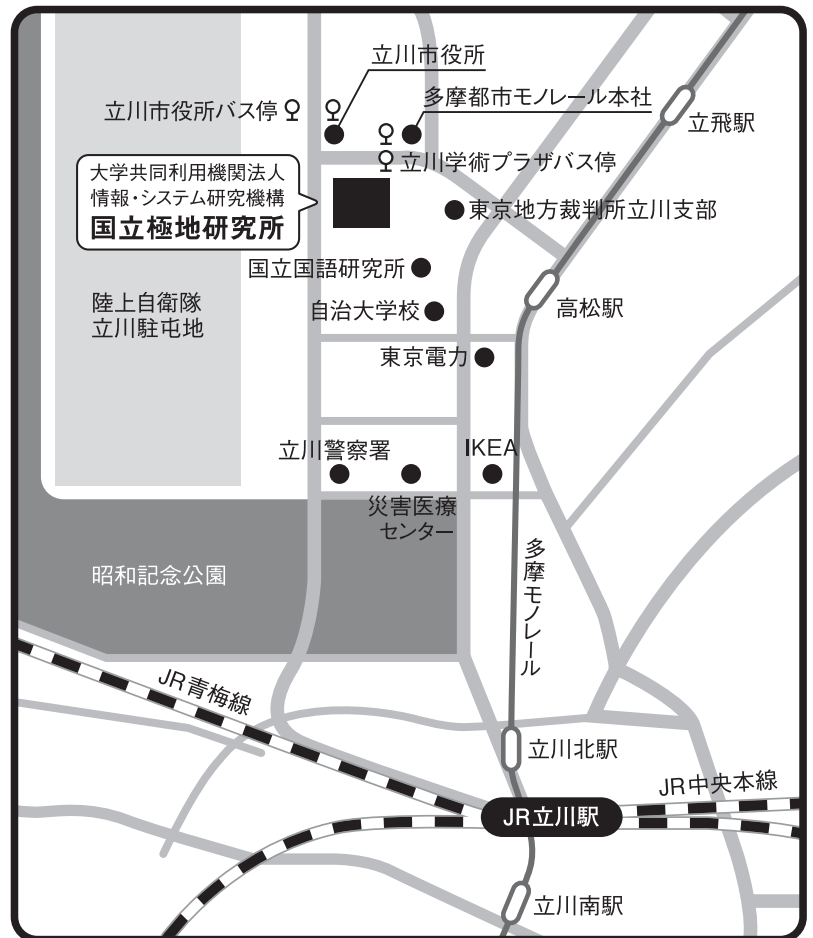 立川市役所
多摩都市モノレール本社
立川市役所バス停
立飛駅
立川学術プラザバス停
大学共同利用機関法人
情報・システム研究機構
国立極地研究所
東京地方裁判所立川支部
国立国語研究所
陸上自衛隊
立川駐屯地
自治大学校
高松駅
東京電力
立川警察署
IKEA
災害医療
センター
多摩モノレール
昭和記念公園
JR青梅線
立川北駅
JR中央本線
JR立川駅
立川南駅